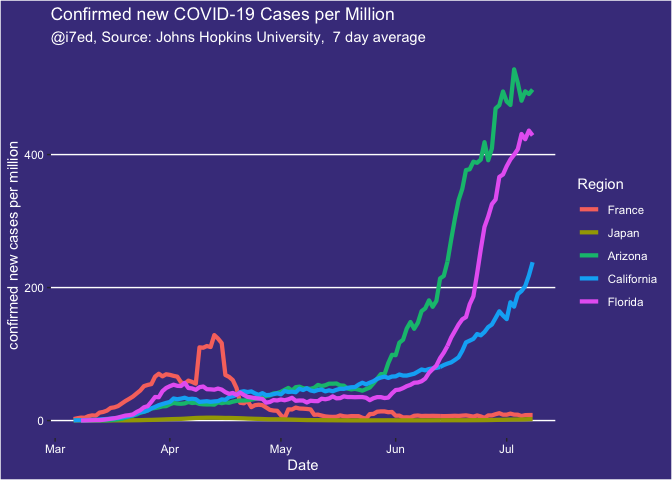 Confirmed new COVID-19 Cases per Million
@i7ed, Source: Johns Hopkins University,  7 day average
confirmed new cases per million
400
200
0
Mar
Apr
May
Jun
Jul
Date
Region
France
Japan
Arizona
California
Florida